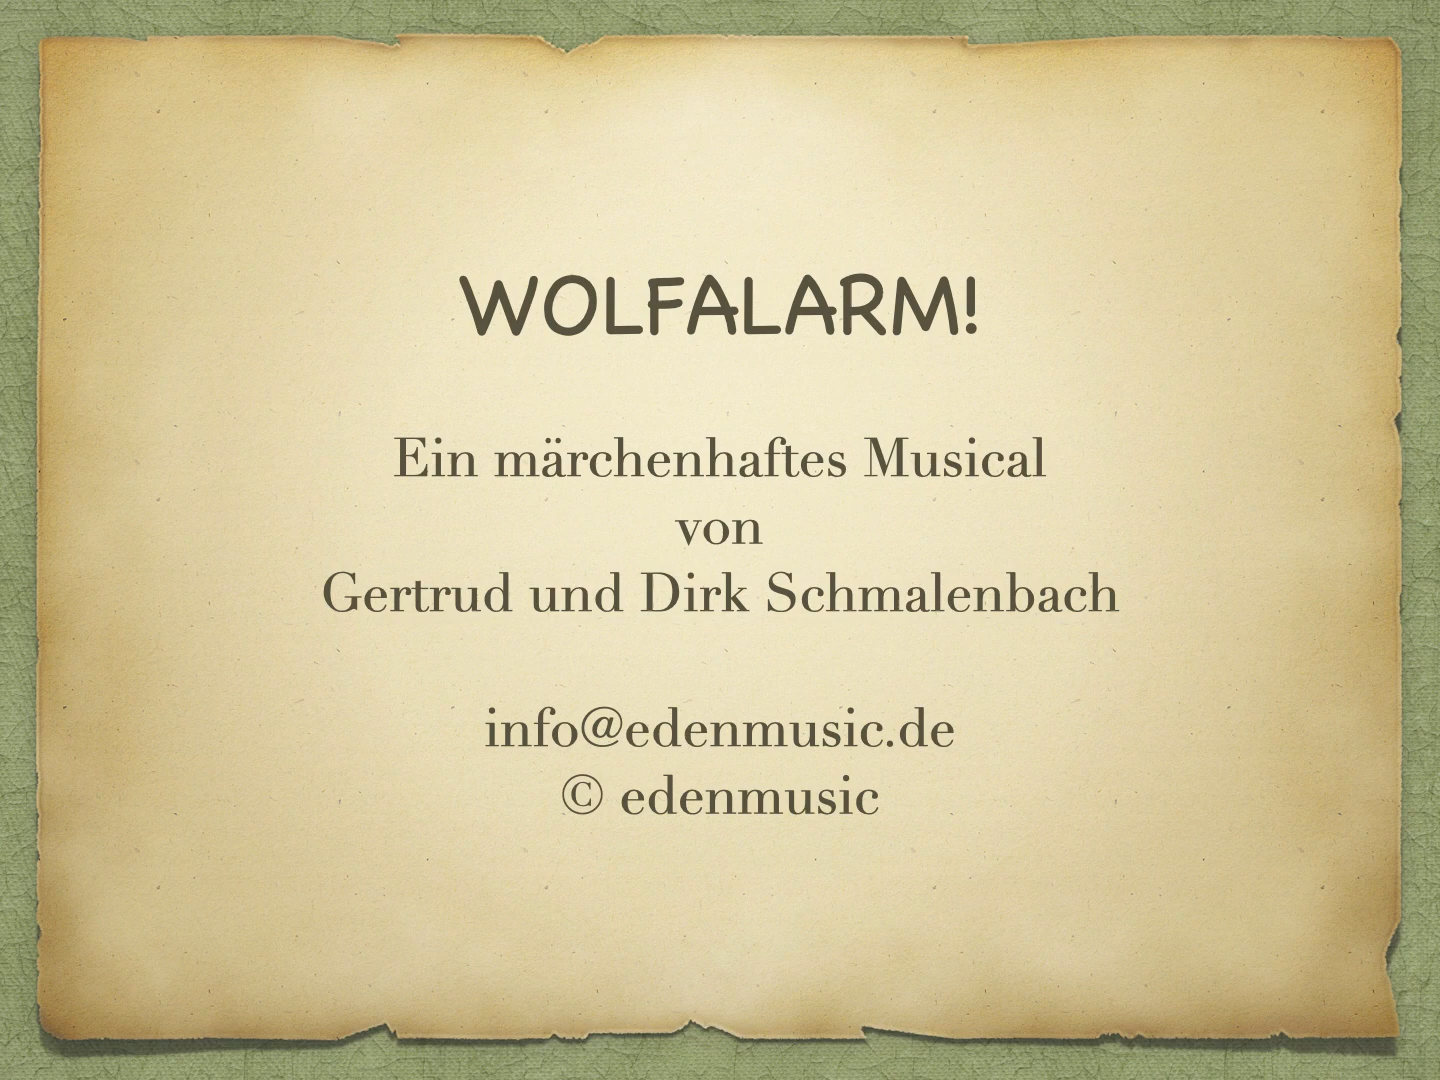 WOLFALARM!
Ein märchenhaftes Musical
von
Gertrud und Dirk Schmalenbach
info@edenmusic.de
© edenmusic